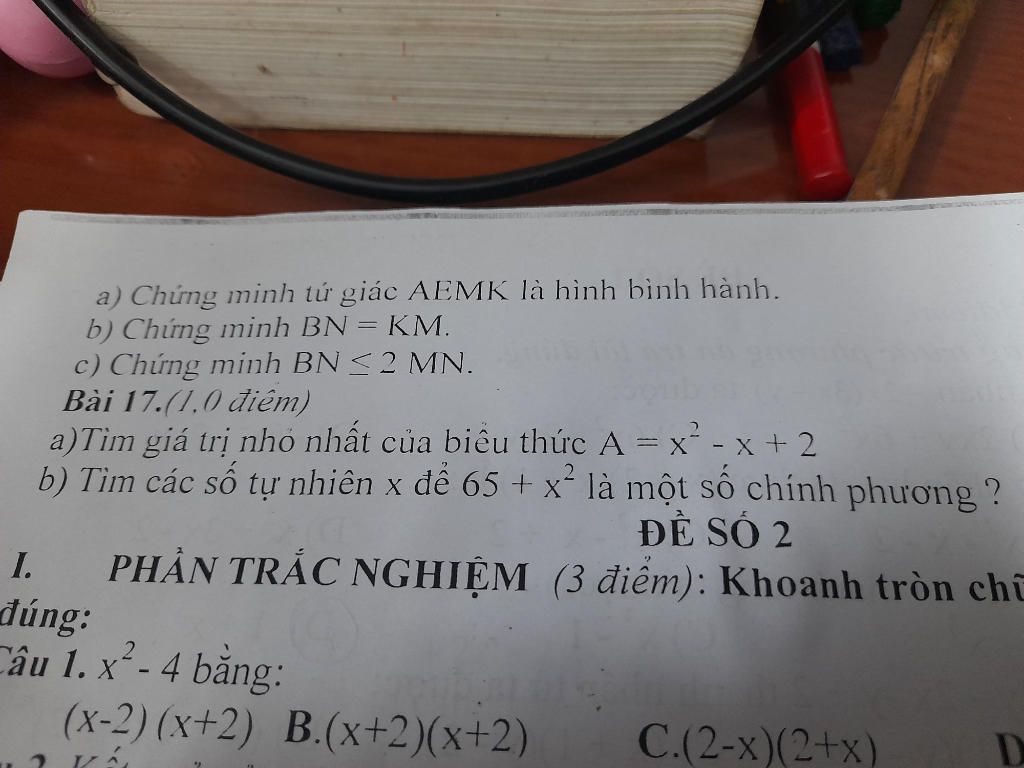 a) Chứng minh tứ giác AEMK là hình bình hành.
b) Chứng minh BN = KM.
c) Chứng minh BN ≤ 2 MN.
Bài 17.(1,0 điểm)
a)Tìm giá trị nhỏ nhất của biểu thức A = x² - x + 2
b) Tìm các số tự nhiên x để 65 + x² là một số chính phương ?
ĐỀ SỐ 2
I. PHẦN TRẮC NGHIỆM (3 điểm): Khoanh tròn chữ
đúng:
Câu 1. x² - 4 bằng:
(x-2) (x+2) B.(x+2)(x+2) C.(2-x)(2+x) D